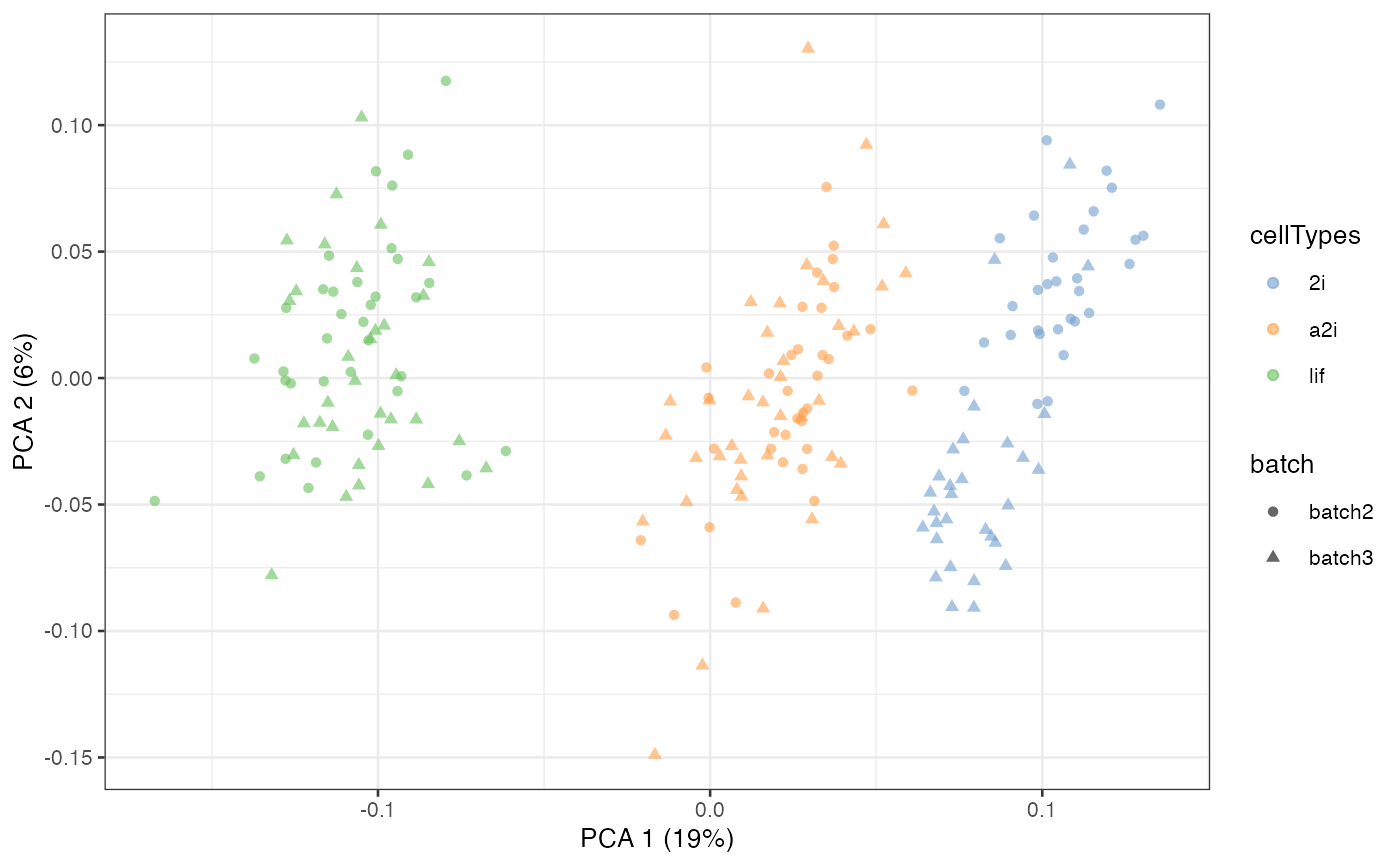 PCA 2 (6%)
0.10
0.05
0.00
-0.05
-0.10
-0.15
-0.1
0.0
0.1
PCA 1 (19%)
cellTypes
2i
a2i
lif
batch
batch2
batch3